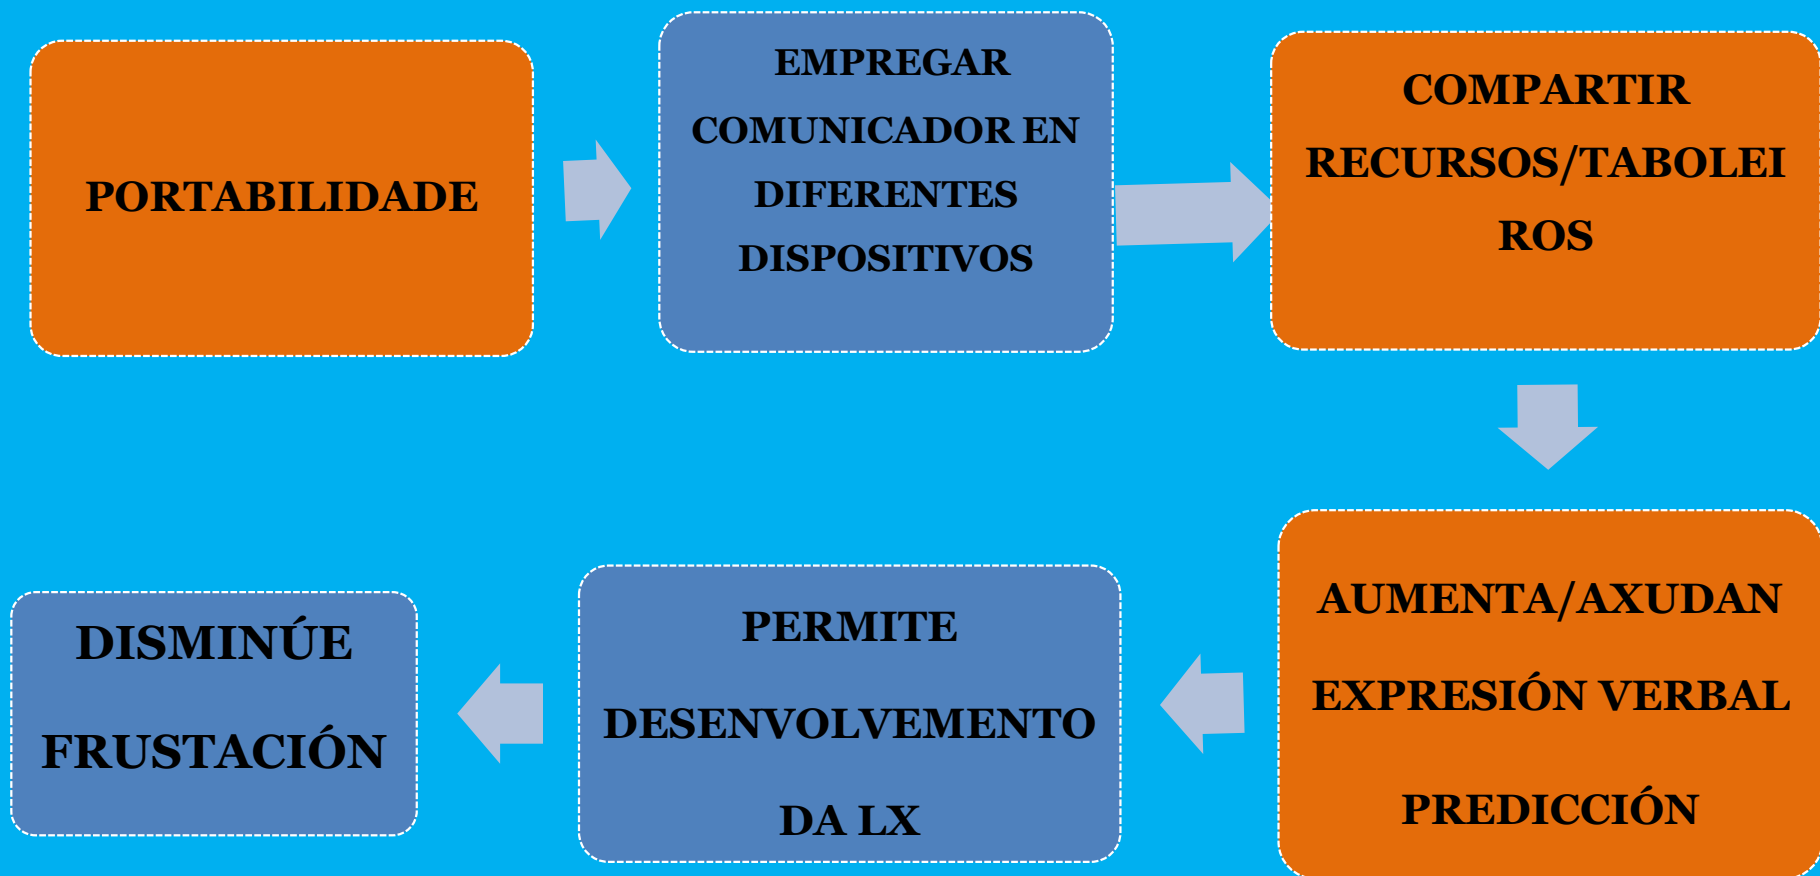 PORTABILIDADE
EMPREGAR
COMUNICADOR EN
DIFERENTES
DISPOSITIVOS
COMPARTIR
RECURSOS/TABOLEI
ROS
AUMENTA/AXUDAN
EXPRESIÓN VERBAL
PREDICCIÓN
PERMITE
DESENVOLVEMENTO
DA LX
DISMINÚE
FRUSTACIÓN